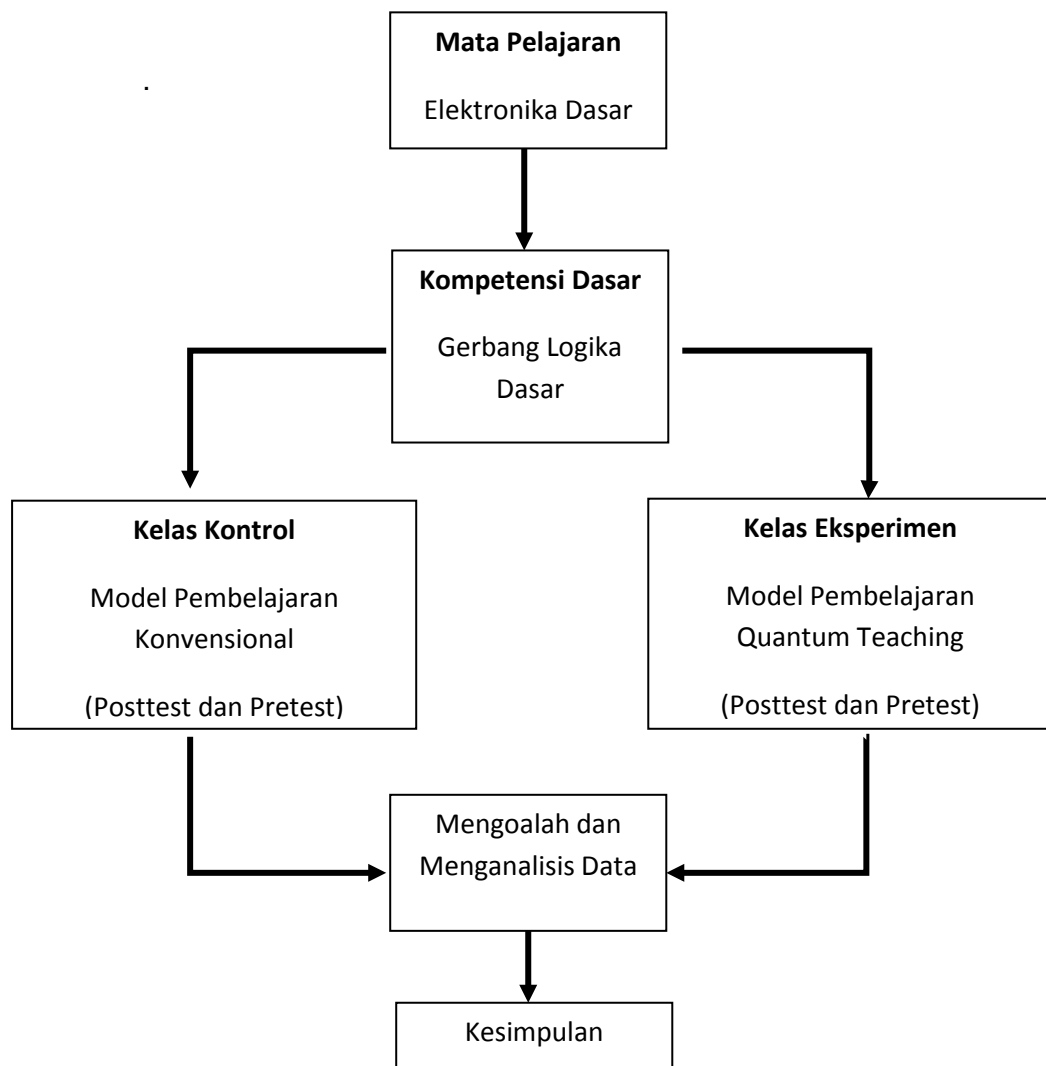 Mata Pelajaran
.
Elektronika Dasar
Kompetensi Dasar
Gerbang Logika
Dasar
Kelas Kontrol
Model Pembelajaran
Konvensional
(Posttest dan Pretest)
Kelas Eksperimen
Model Pembelajaran
Quantum Teaching
(Posttest dan Pretest)
Mengoalah dan
Menganalisis Data
Kesimpulan